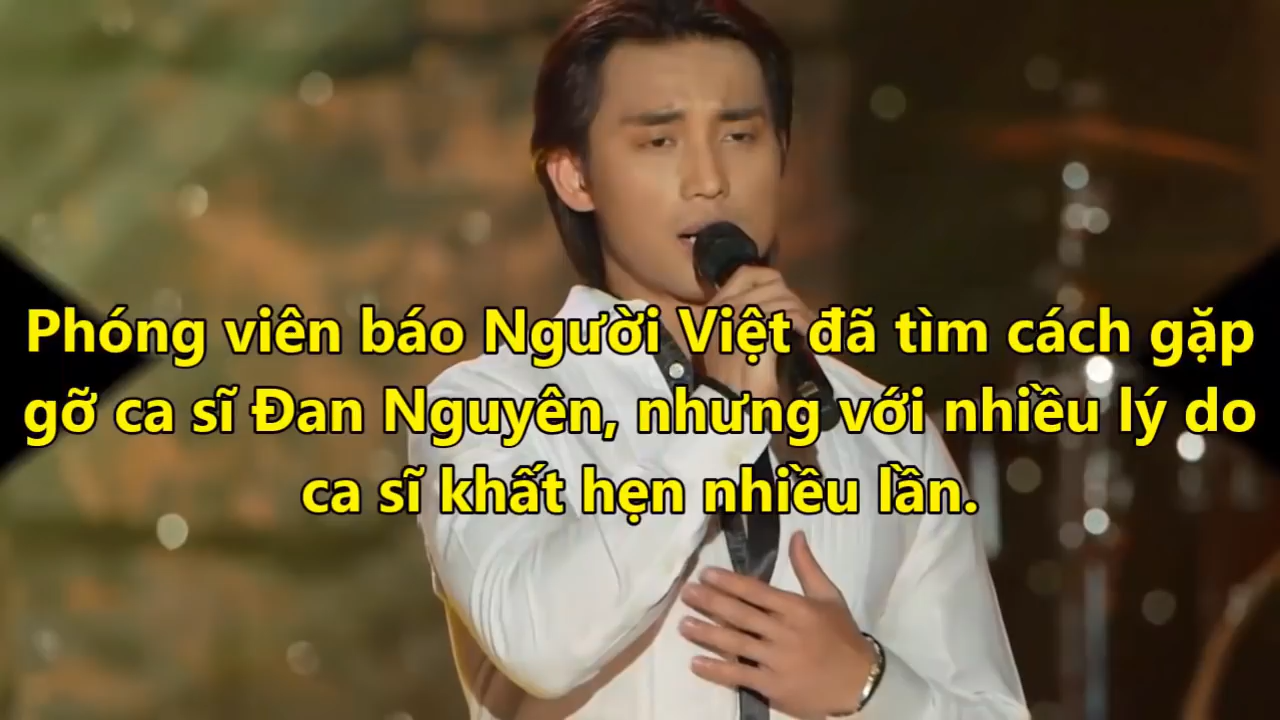 Phóng viên báo Người Việt đã tìm cách gặp
gỡ ca sĩ Đan Nguyên, nhưng với nhiều lý do
ca sĩ khất hẹn nhiều lần.